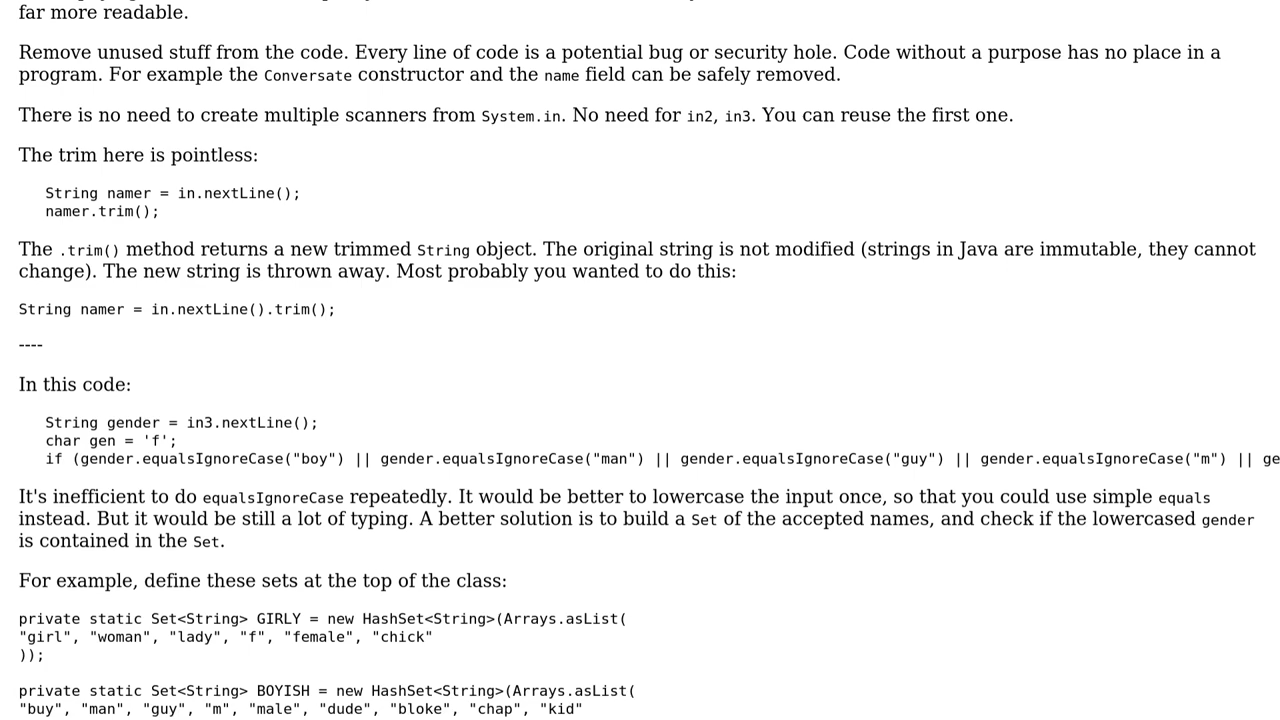 far more readable.
Remove unused stuff from the code. Every line of code is a potential bug or security hole. Code without a purpose has no place in a
program. For example the Conversate constructor and the name field can be safely removed.
There is no need to create multiple scanners from System.in. No need for in2, in3. You can reuse the first one.
The trim here is pointless:
String namer = in.nextLine();
namer.trim();
The .trim() method returns a new trimmed String object. The original string is not modified (strings in Java are immutable, they cannot
change). The new string is thrown away. Most probably you wanted to do this:
String namer = in.nextLine().trim();
----
In this code:
String gender = in3.nextLine();
char gen = 'f';
if (gender.equalsIgnoreCase("boy") || gender.equalsIgnoreCase("man") || gender.equalsIgnoreCase("guy") || gender.equalsIgnoreCase("m") || ge
It's inefficient to do equalsIgnoreCase repeatedly. It would be better to lowercase the input once, so that you could use simple equals
instead. But it would be still a lot of typing. A better solution is to build a Set of the accepted names, and check if the lowercased gender
is contained in the Set.
For example, define these sets at the top of the class:
private static Set<String> GIRLY = new HashSet<String>(Arrays.asList(
"girl", "woman", "lady", "f", "female", "chick"
));
private static Set<String> BOYISH = new HashSet<String>(Arrays.asList(
"buy", "man", "guy", "m", "male", "dude", "bloke", "chap", "kid"